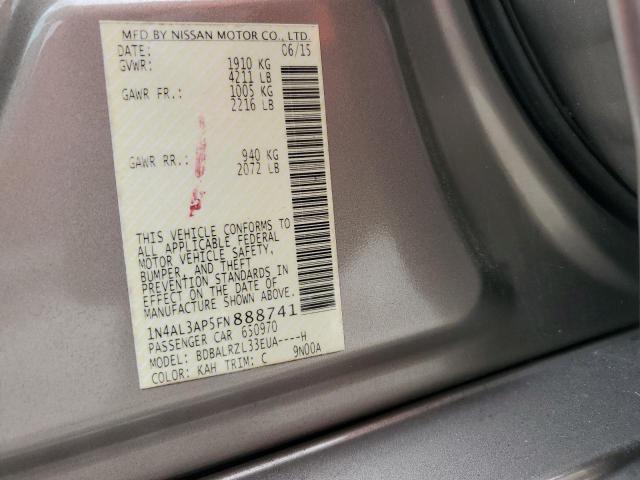 MFD BY NISSAN MOTOR CO., LTD.
DATE: 06/15
GVWR: 1910 KG
4211 LB
GAWR FR.: 1005 KG
2216 LB
GAWR RR.: 940 KG
2072 LB
THIS VEHICLE CONFORMS TO
ALL APPLICABLE FEDERAL
MOTOR VEHICLE SAFETY,
BUMPER, AND THEFT
PREVENTION STANDARDS IN
EFFECT ON THE DATE OF
MANUFACTURE SHOWN ABOVE.
1N4AL3AP5FN888741
PASSENGER CAR 650970
MODEL: BDBALRZL33EUA----H
COLOR: KAH TRIM: C 9N00A